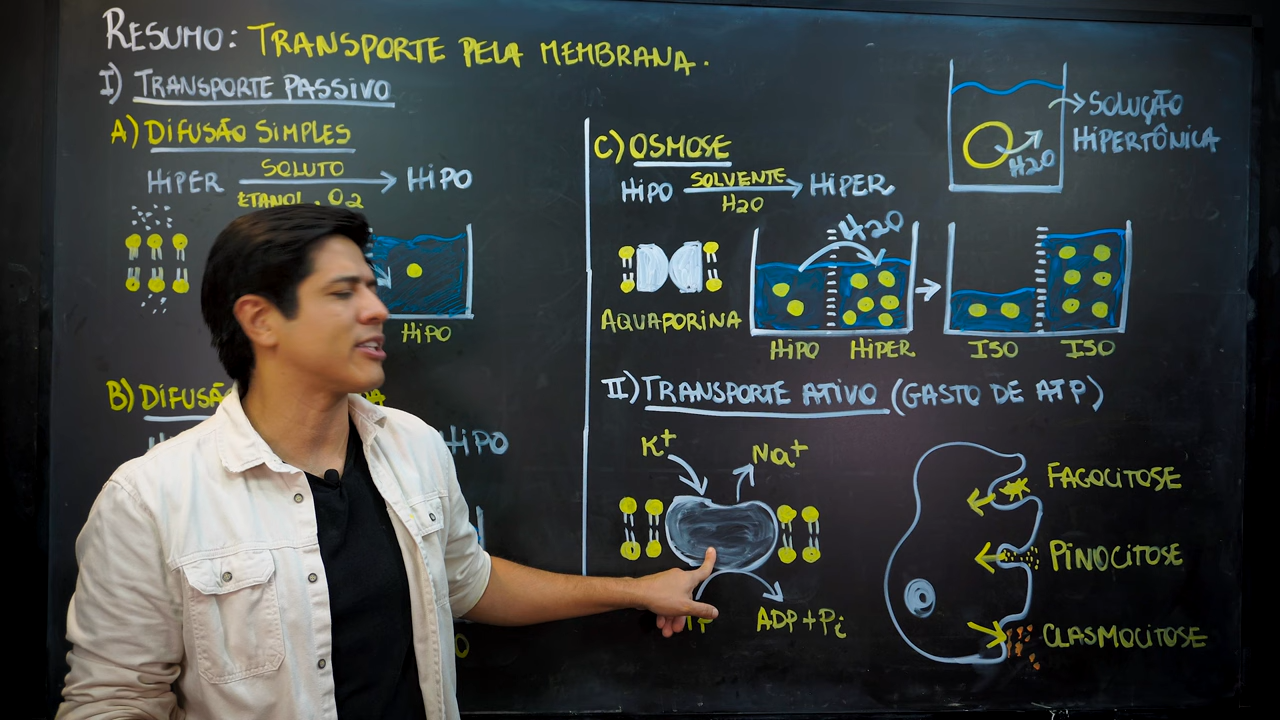 RESUMO: TRANSPORTE PELA MEMBRANA.
I) TRANSPORTE PASSIVO
A) DIFUSÃO SIMPLES
SOLUTO
HIPER → HIPO
ETANOL, O2
HIPO
B)
HIPO
C) OSMOSE
SOLVENTE
HIPO → HIPER
H2O
AQUAPORINA
H2O
HIPO HIPER
→
ISO ISO
SOLUÇÃO
HIPERTÔNICA
H2O
II) TRANSPORTE ATIVO (GASTO DE ATP)
K+ Na+
ADP + Pi
FAGOCITOSE
PINOCITOSE
CLASMOCITOSE